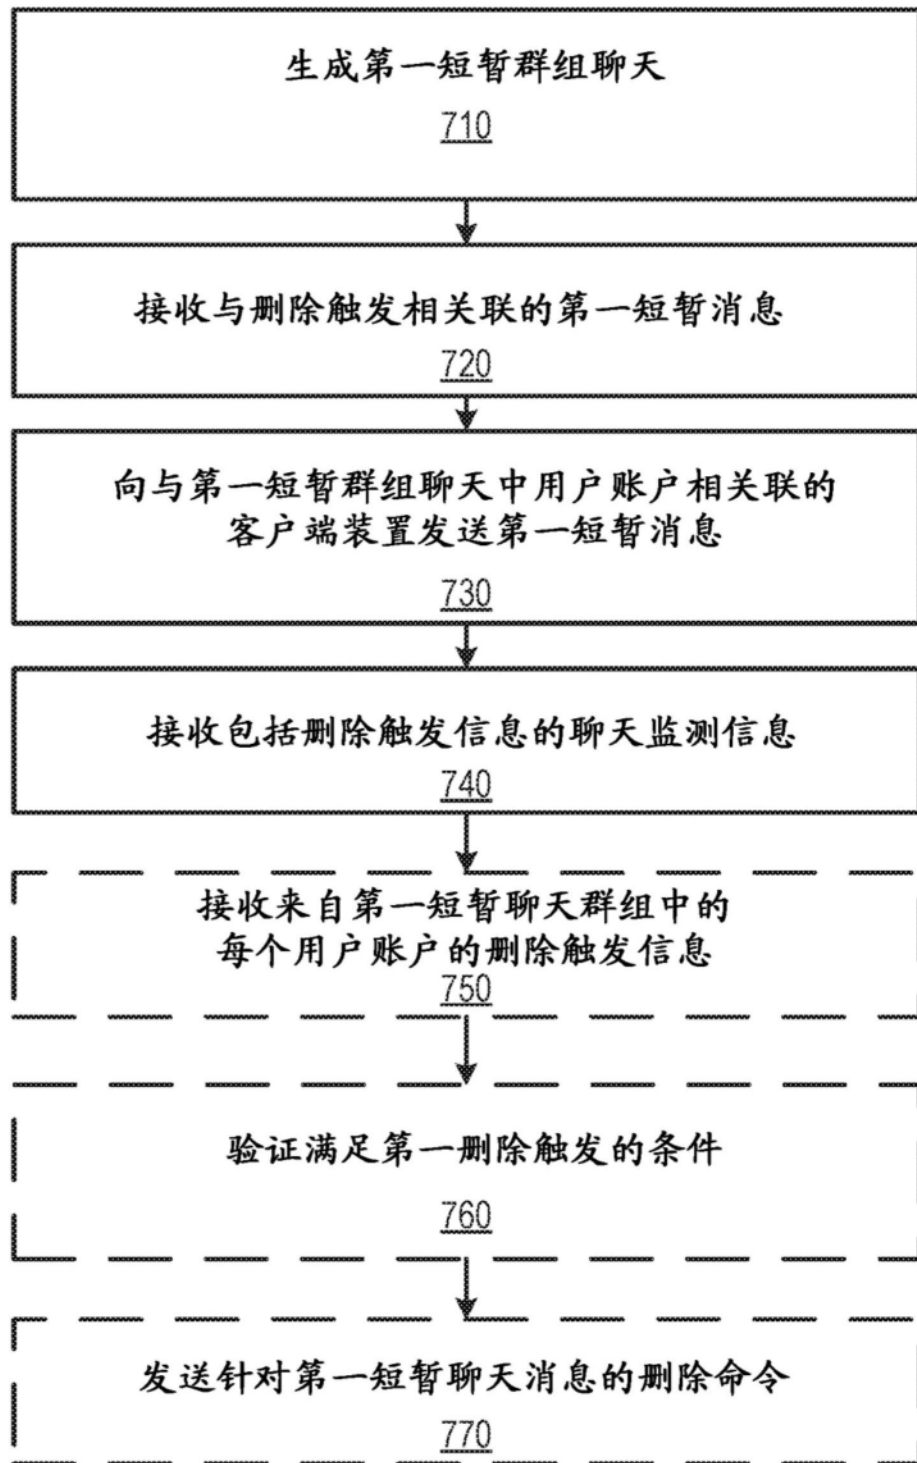 生成第一短暂群组聊天
710
接收与删除触发相关联的第一短暂消息
720
向与第一短暂群组聊天中用户账户相关联的
客户端装置发送第一短暂消息
730
接收包括删除触发信息的聊天监测信息
740
接收来自第一短暂聊天群组中的
每个用户账户的删除触发信息
750
验证满足第一删除触发的条件
760
发送针对第一短暂聊天消息的删除命令
770